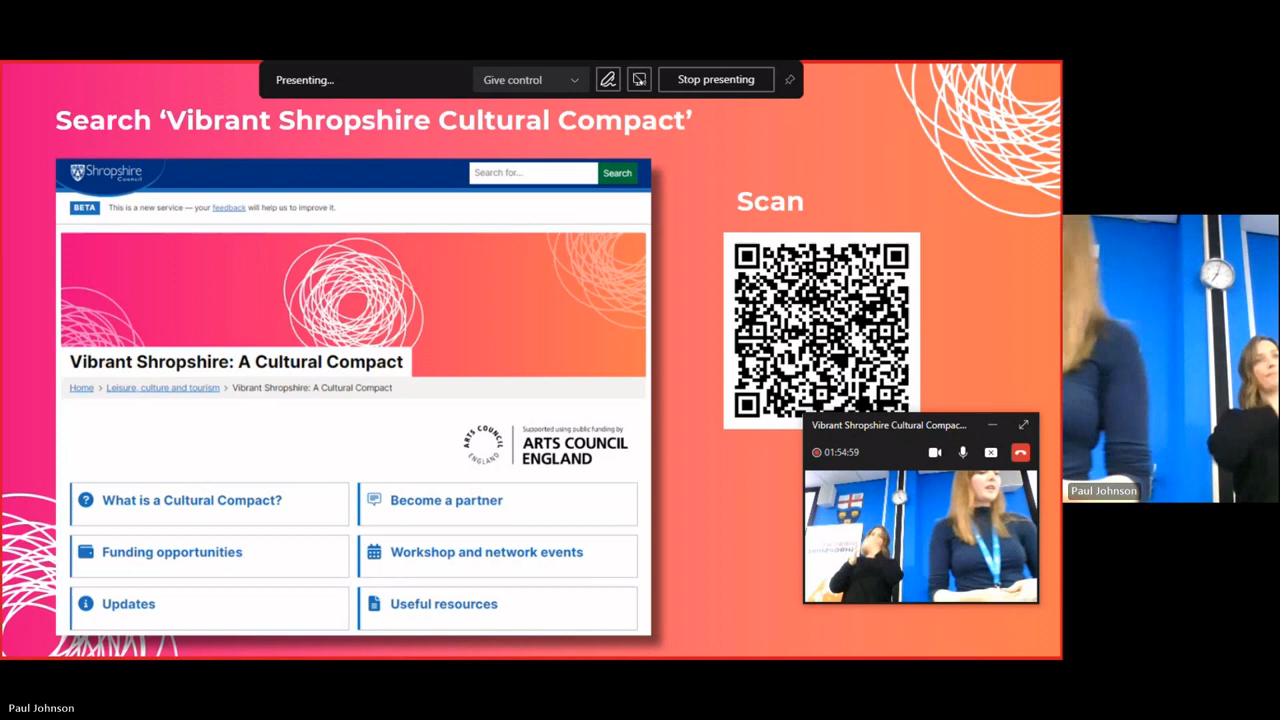 Presenting...
Give control
Stop presenting
Search ‘Vibrant Shropshire Cultural Compact’
Shropshire
Council
Search for...
Search
BETA
This is a new service — your feedback will help us to improve it.
Scan
Vibrant Shropshire: A Cultural Compact
Home > Leisure, culture and tourism > Vibrant Shropshire: A Cultural Compact
ARTS COUNCIL
ENGLAND
Supported using public funding by
ARTS COUNCIL
ENGLAND
What is a Cultural Compact?
Become a partner
Funding opportunities
Workshop and network events
Updates
Useful resources
Vibrant Shropshire Cultural Compac...
01:54:59
Paul Johnson
Paul Johnson